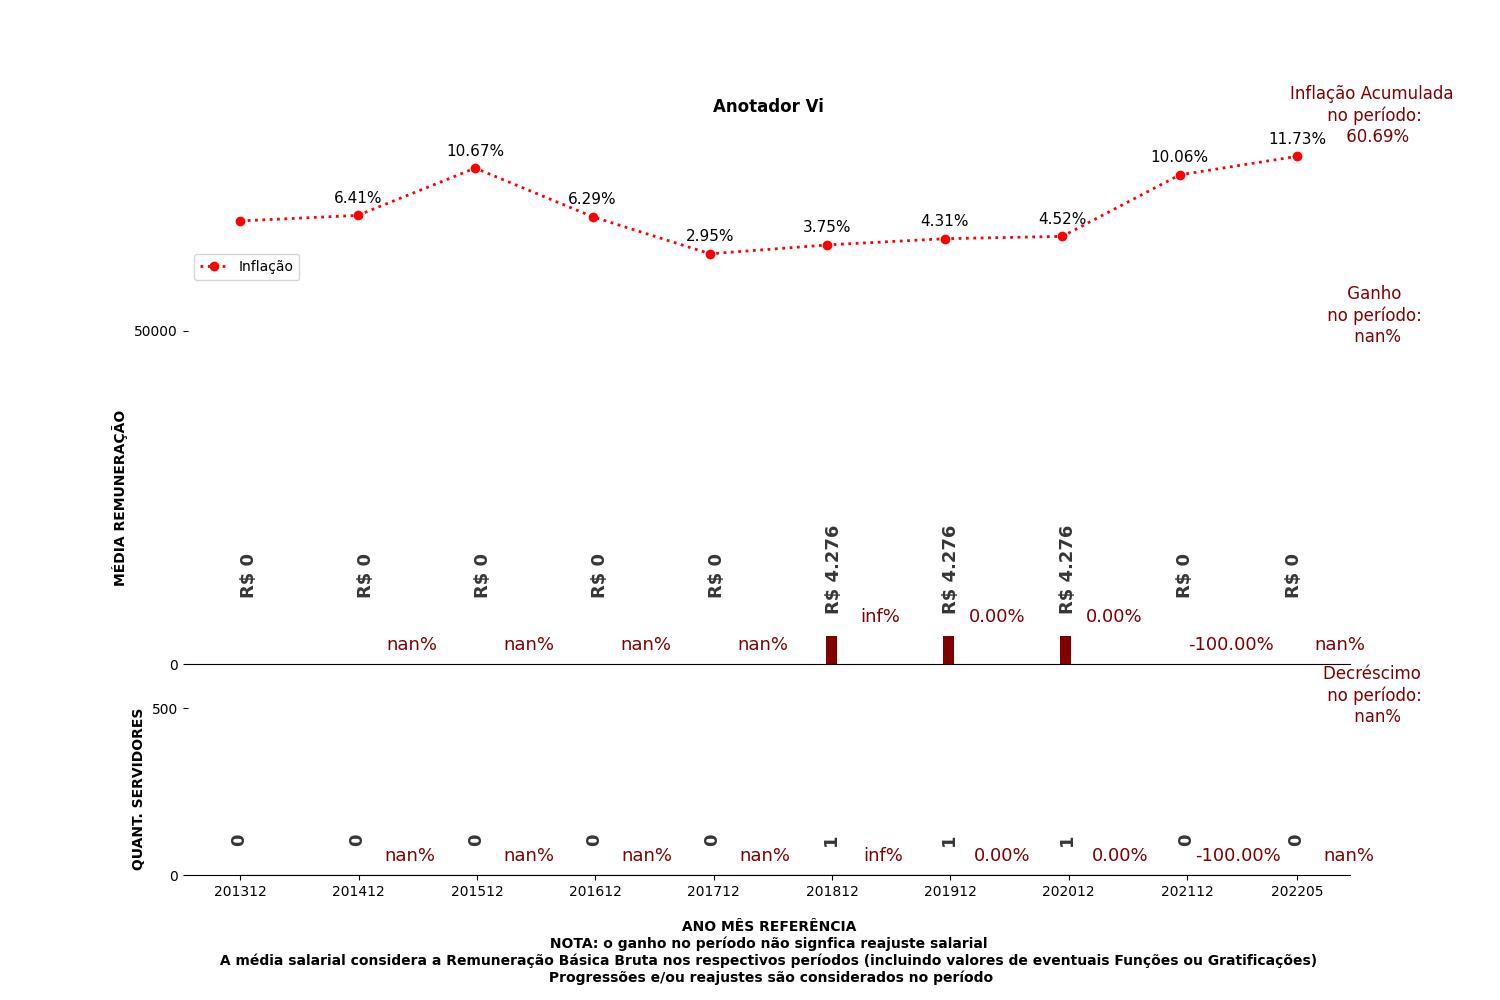 Anotador Vi
Inflação Acumulada
no período:
60.69%
6.41%
10.67%
6.29%
2.95%
3.75%
4.31%
4.52%
10.06%
11.73%
Inflação
Ganho
no período:
nan%
MÉDIA REMUNERAÇÃO
50000
0
R$ 0
R$ 0
R$ 0
R$ 0
R$ 0
R$ 4.276
R$ 4.276
R$ 4.276
R$ 0
R$ 0
nan%
nan%
nan%
nan%
inf%
0.00%
0.00%
-100.00%
nan%
Decréscimo
no período:
nan%
QUANT. SERVIDORES
500
0
0
0
0
0
0
1
1
1
0
0
nan%
nan%
nan%
nan%
inf%
0.00%
0.00%
-100.00%
nan%
201312
201412
201512
201612
201712
201812
201912
202012
202112
202205
ANO MÊS REFERÊNCIA
NOTA: o ganho no período não signfica reajuste salarial
A média salarial considera a Remuneração Básica Bruta nos respectivos períodos (incluindo valores de eventuais Funções ou Gratificações)
Progressões e/ou reajustes são considerados no período